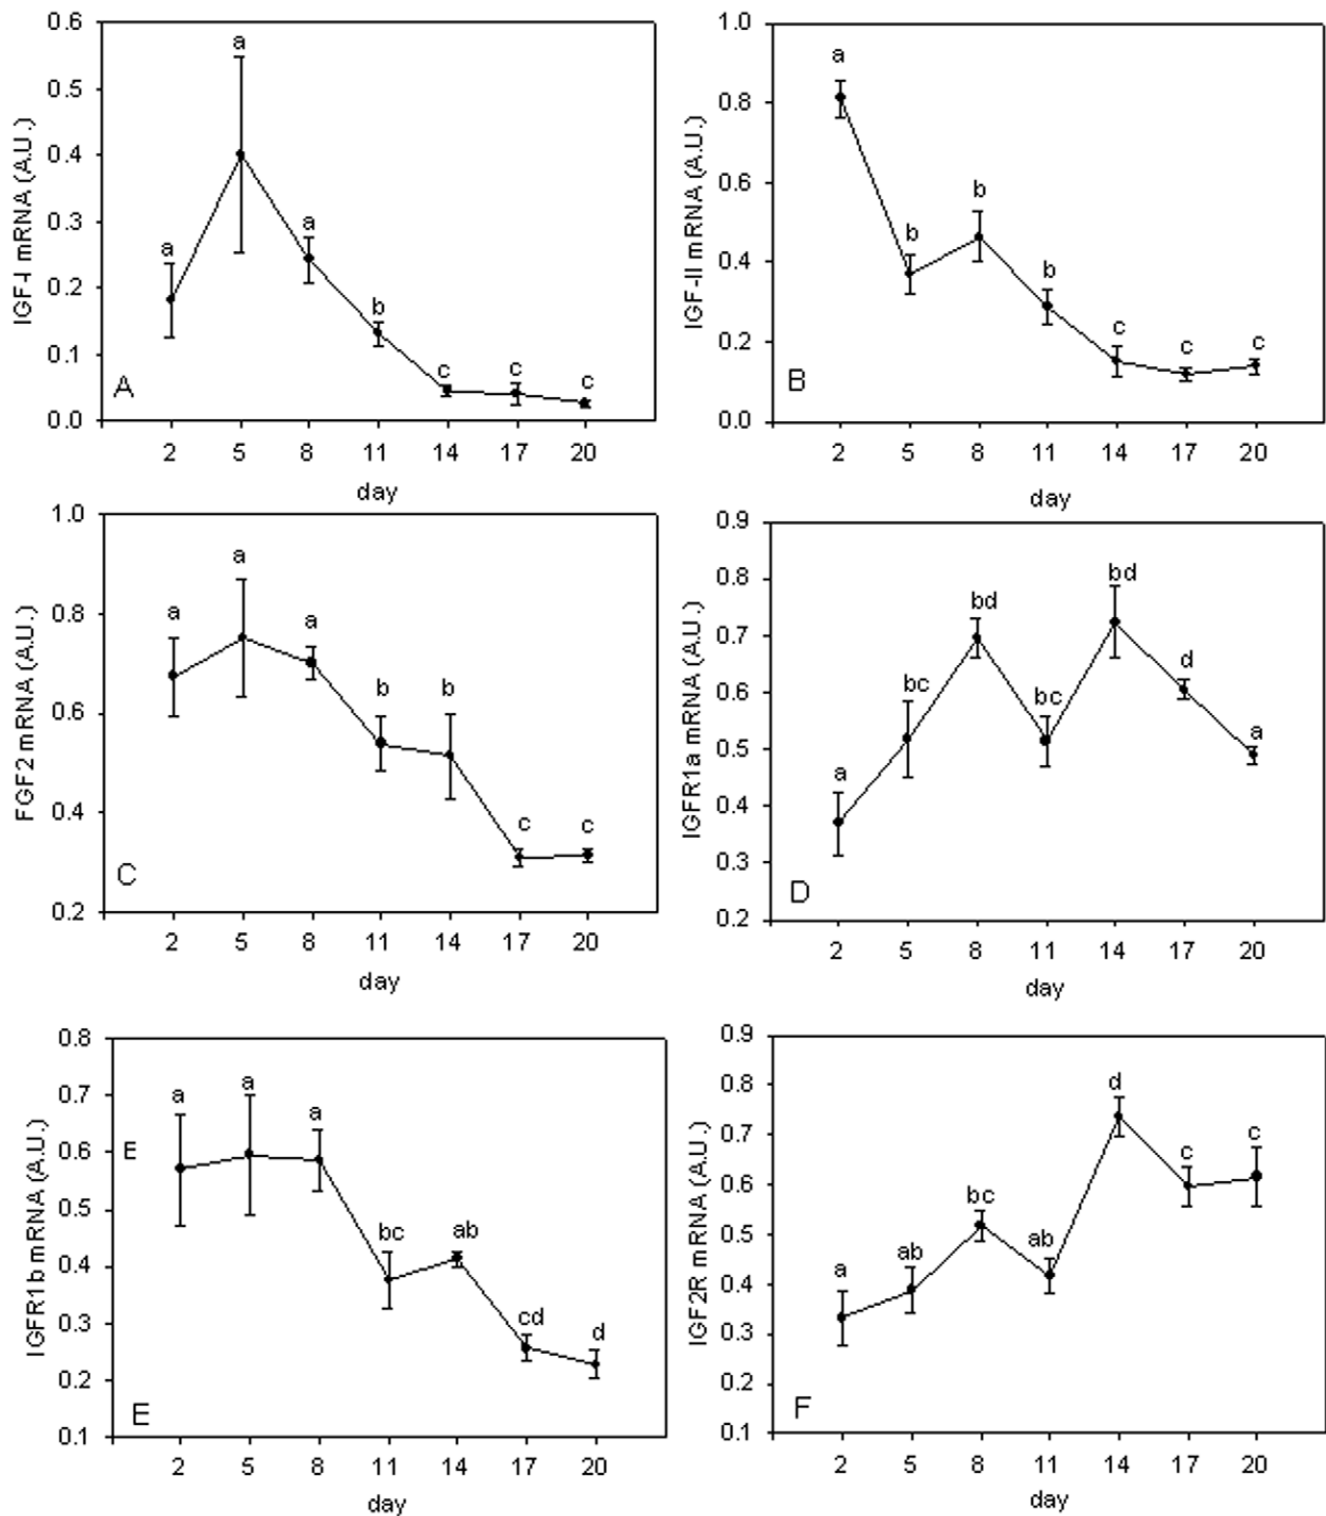 IGF-I mRNA (A.U.)
0.6
0.5
0.4
0.3
0.2
0.1
0.0
a
a
a
a
b
c
c
c
A
2 5 8 11 14 17 20
day
IGF-II mRNA (A.U.)
1.0
0.8
0.6
0.4
0.2
0.0
a
b
b
b
c
c
c
B
2 5 8 11 14 17 20
day
FGF2 mRNA (A.U.)
1.0
0.8
0.6
0.4
0.2
a
a
a
b
b
c
c
C
2 5 8 11 14 17 20
day
IGFR1a mRNA (A.U.)
0.9
0.8
0.7
0.6
0.5
0.4
0.3
0.2
a
bc
bd
bc
bd
d
a
D
2 5 8 11 14 17 20
day
IGFR1b mRNA (A.U.)
0.8
0.7
0.6
0.5
0.4
0.3
0.2
0.1
E
a
a
a
bc
ab
cd
d
E
2 5 8 11 14 17 20
day
IGF2R mRNA (A.U.)
0.9
0.8
0.7
0.6
0.5
0.4
0.3
0.2
0.1
a
ab
bc
ab
d
c
c
F
2 5 8 11 14 17 20
day